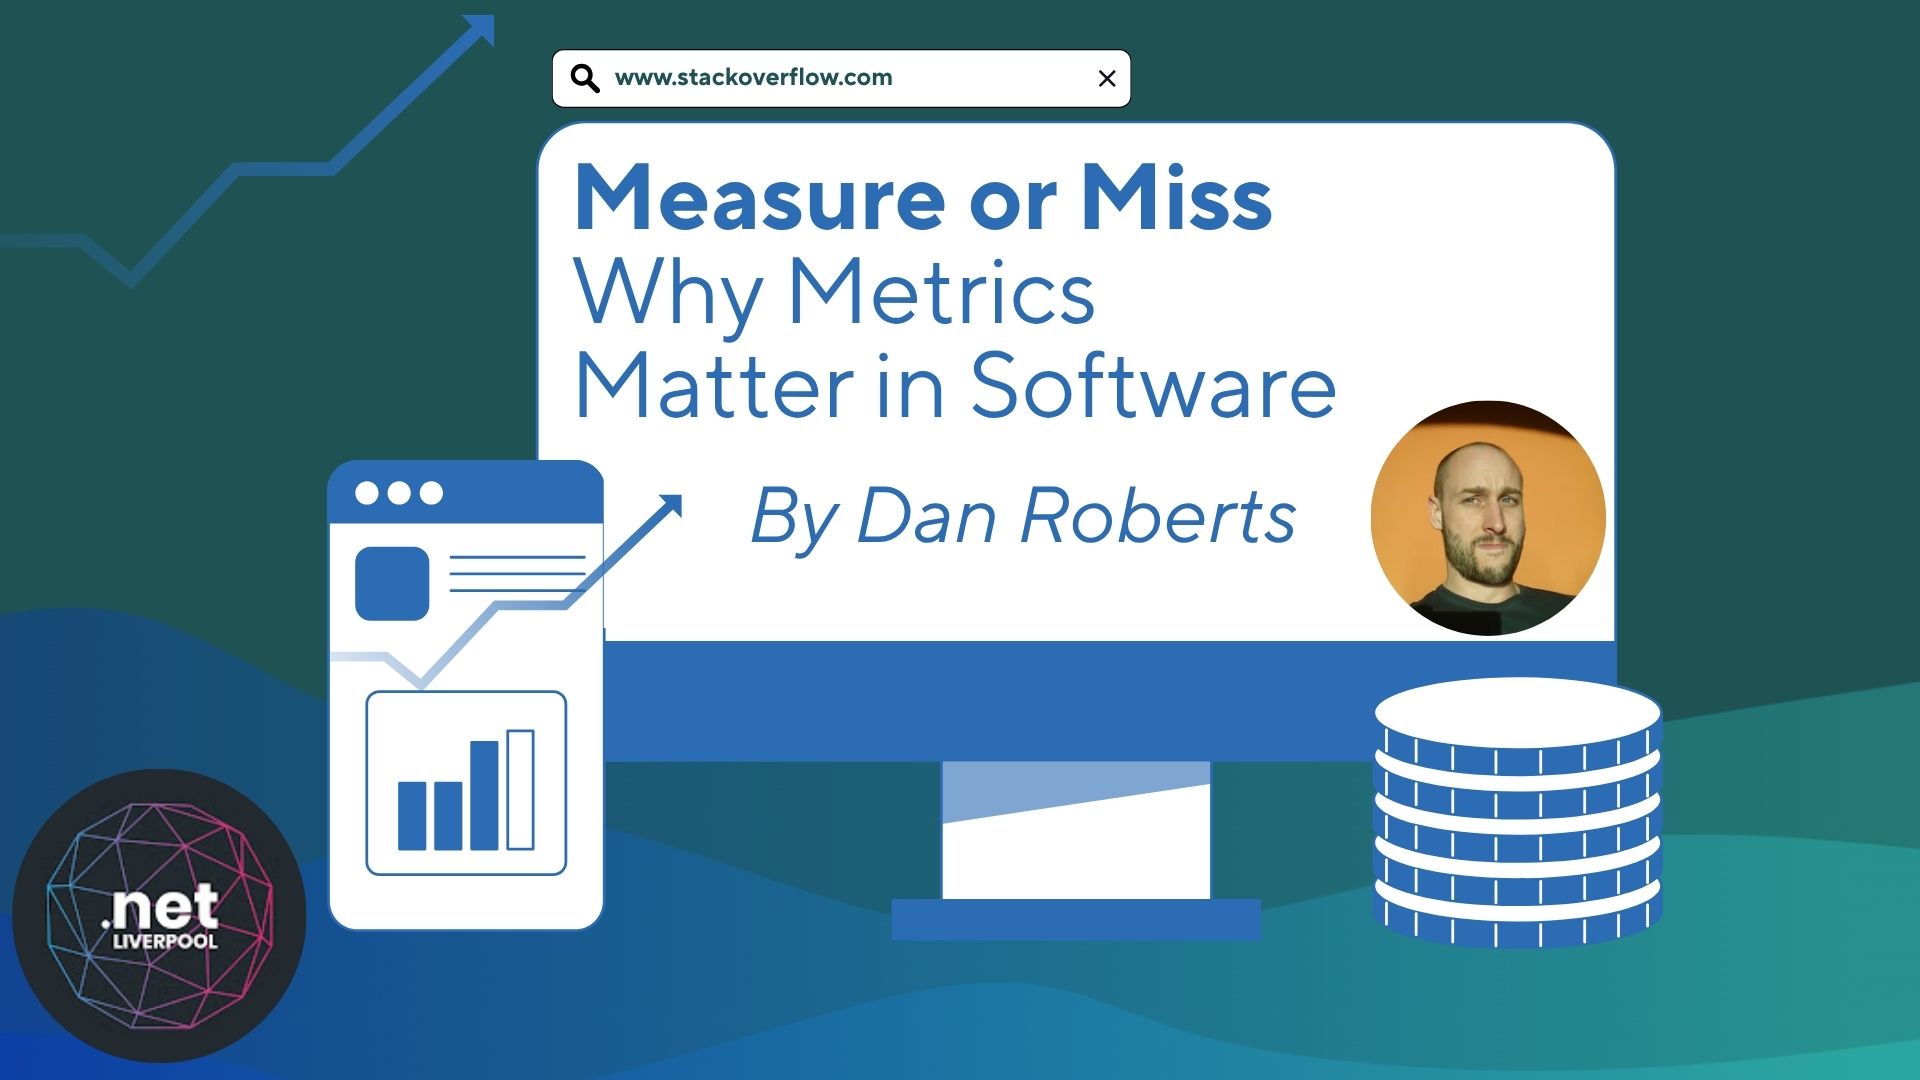 www.stackoverflow.com
Measure or Miss
Why Metrics
Matter in Software
By Dan Roberts
.net
LIVERPOOL